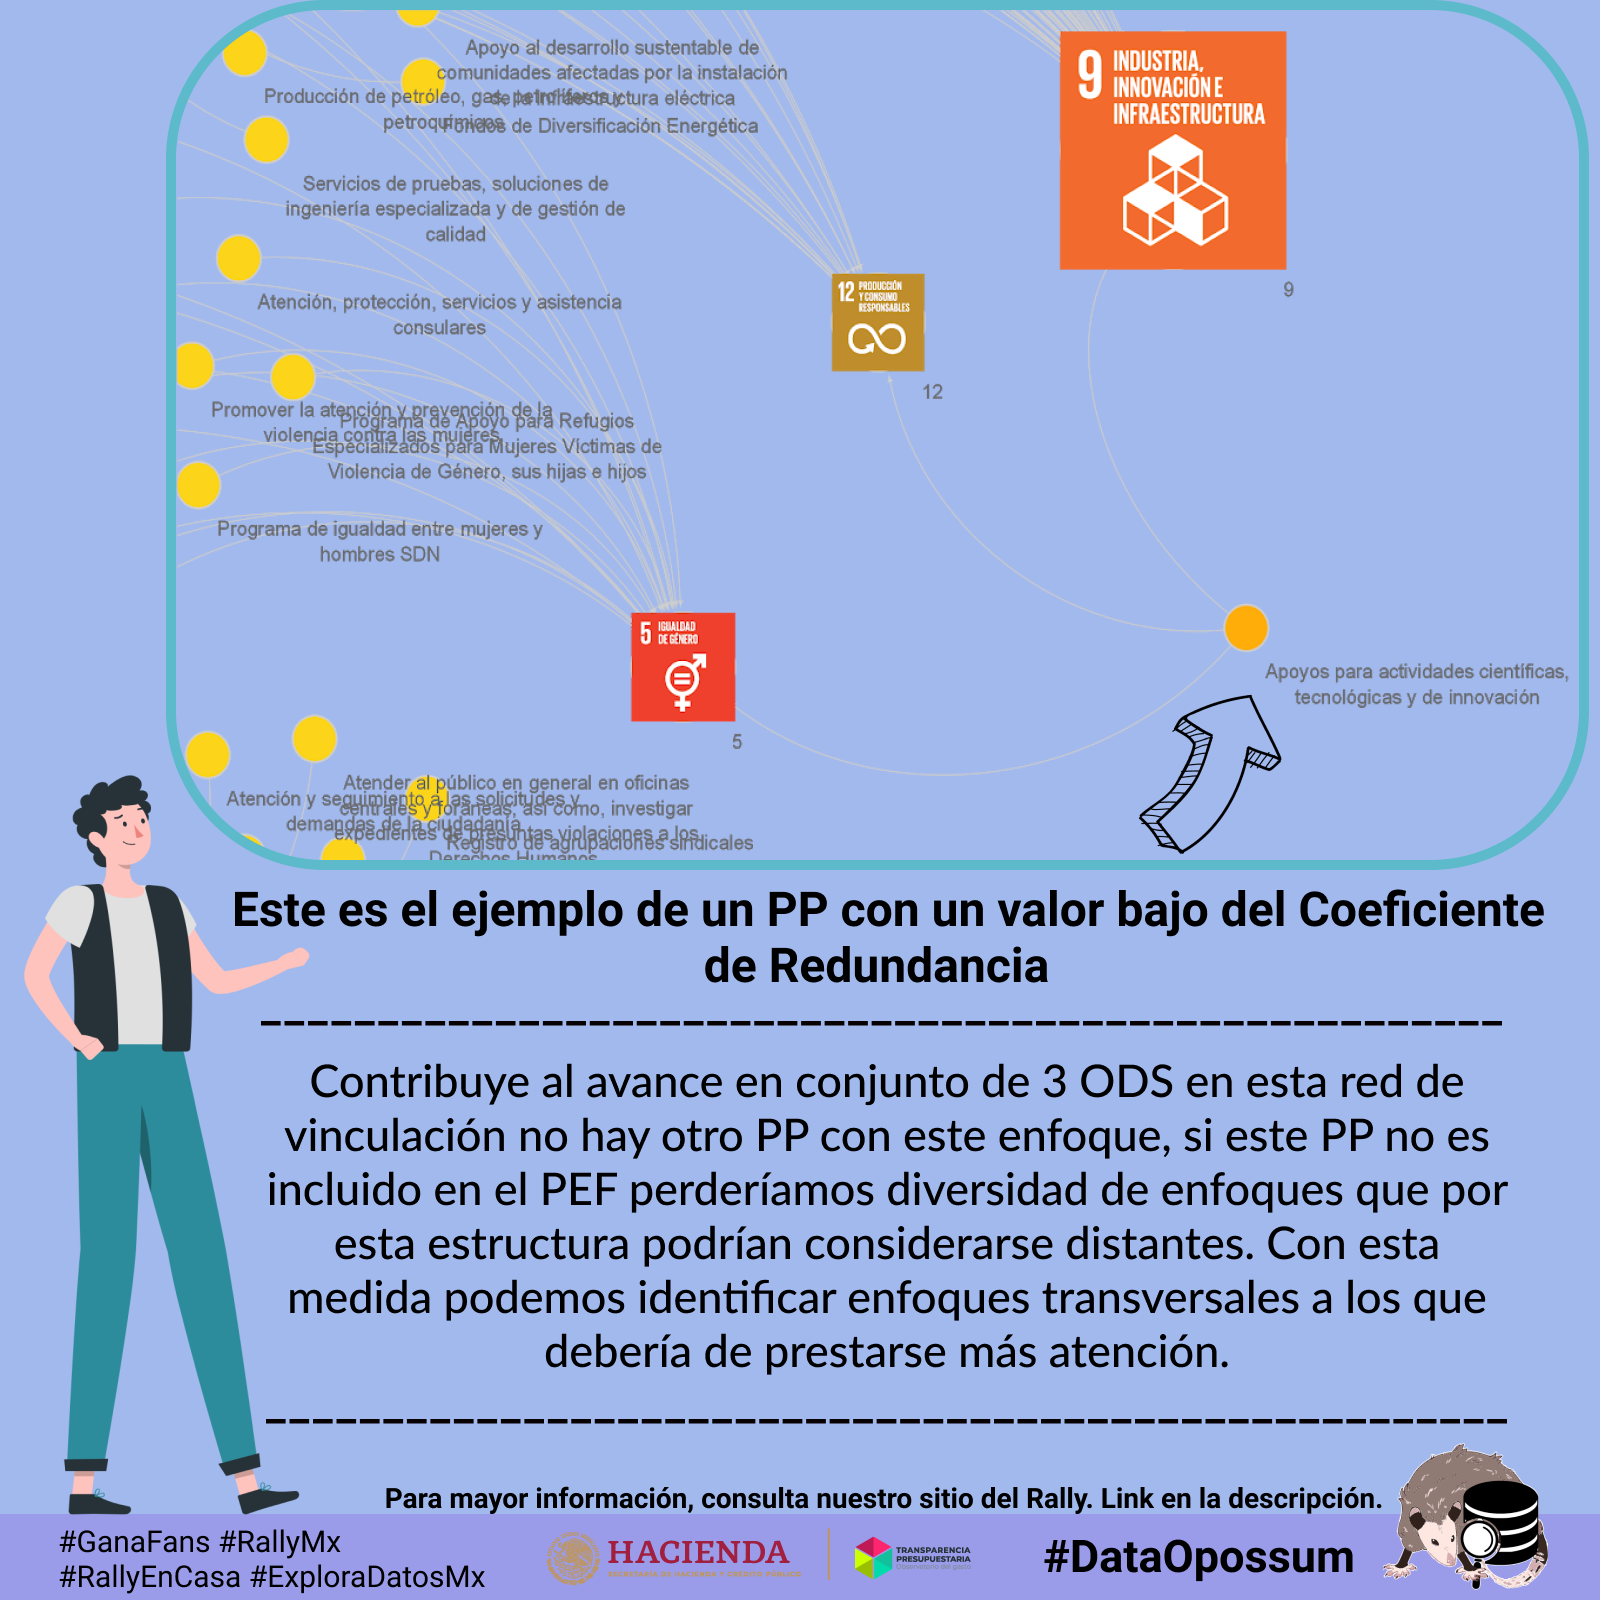 Apoyo al desarrollo sustentable de
comunidades afectadas por la instalación
de la infraestructura eléctrica
Producción de petróleo, gas, petrolíferos y
petroquímicos
Fondos de Diversificación Energética
Servicios de pruebas, soluciones de
ingeniería especializada y de gestión de
calidad
Atención, protección, servicios y asistencia
consulares
Promover la atención y prevención de la
violencia contra las mujeres
Programa de Apoyo para Refugios
Especializados para Mujeres Víctimas de
Violencia de Género, sus hijas e hijos
Programa de igualdad entre mujeres y
hombres SDN
9 INDUSTRIA,
INNOVACIÓN E
INFRAESTRUCTURA
9
12 PRODUCCIÓN
Y CONSUMO
RESPONSABLES
12
5 IGUALDAD
DE GÉNERO
5
Apoyos para actividades científicas,
tecnológicas y de innovación
Atender al público en general en oficinas
centrales y foráneas, así como, investigar
expedientes de presuntas violaciones a los
Derechos Humanos
Atención y seguimiento a las solicitudes y
demandas de la ciudadanía
Registro de agrupaciones sindicales
Este es el ejemplo de un PP con un valor bajo del Coeficiente
de Redundancia
Contribuye al avance en conjunto de 3 ODS en esta red de
vinculación no hay otro PP con este enfoque, si este PP no es
incluido en el PEF perderíamos diversidad de enfoques que por
esta estructura podrían considerarse distantes. Con esta
medida podemos identificar enfoques transversales a los que
debería de prestarse más atención.
Para mayor información, consulta nuestro sitio del Rally. Link en la descripción.
#GanaFans #RallyMx
#RallyEnCasa #ExploraDatosMx
HACIENDA
SECRETARÍA DE HACIENDA Y CRÉDITO PÚBLICO
TRANSPARENCIA
PRESUPUESTARIA
Observatorio del gasto
#DataOpossum